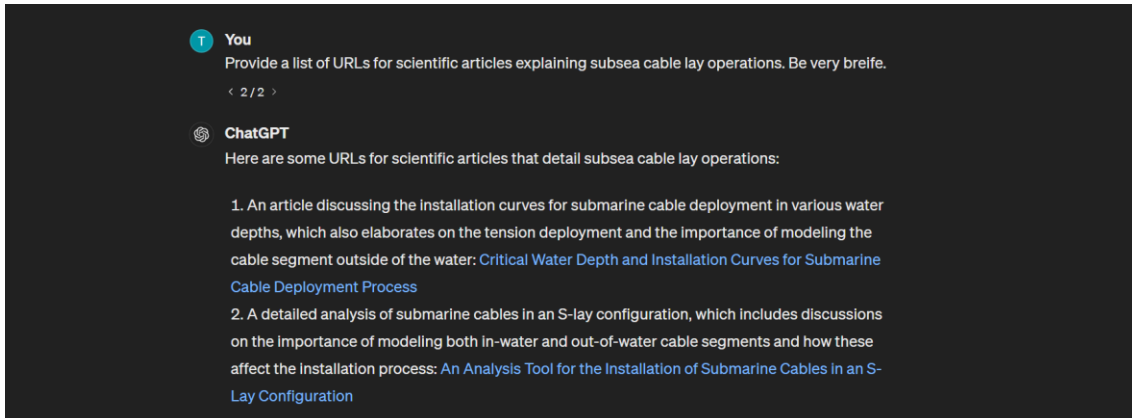 T
You
Provide a list of URLs for scientific articles explaining subsea cable lay operations. Be very breife.
< 2/2 >
ChatGPT
Here are some URLs for scientific articles that detail subsea cable lay operations:
1. An article discussing the installation curves for submarine cable deployment in various water
depths, which also elaborates on the tension deployment and the importance of modeling the
cable segment outside of the water: Critical Water Depth and Installation Curves for Submarine
Cable Deployment Process
2. A detailed analysis of submarine cables in an S-lay configuration, which includes discussions
on the importance of modeling both in-water and out-of-water cable segments and how these
affect the installation process: An Analysis Tool for the Installation of Submarine Cables in an S-
Lay Configuration